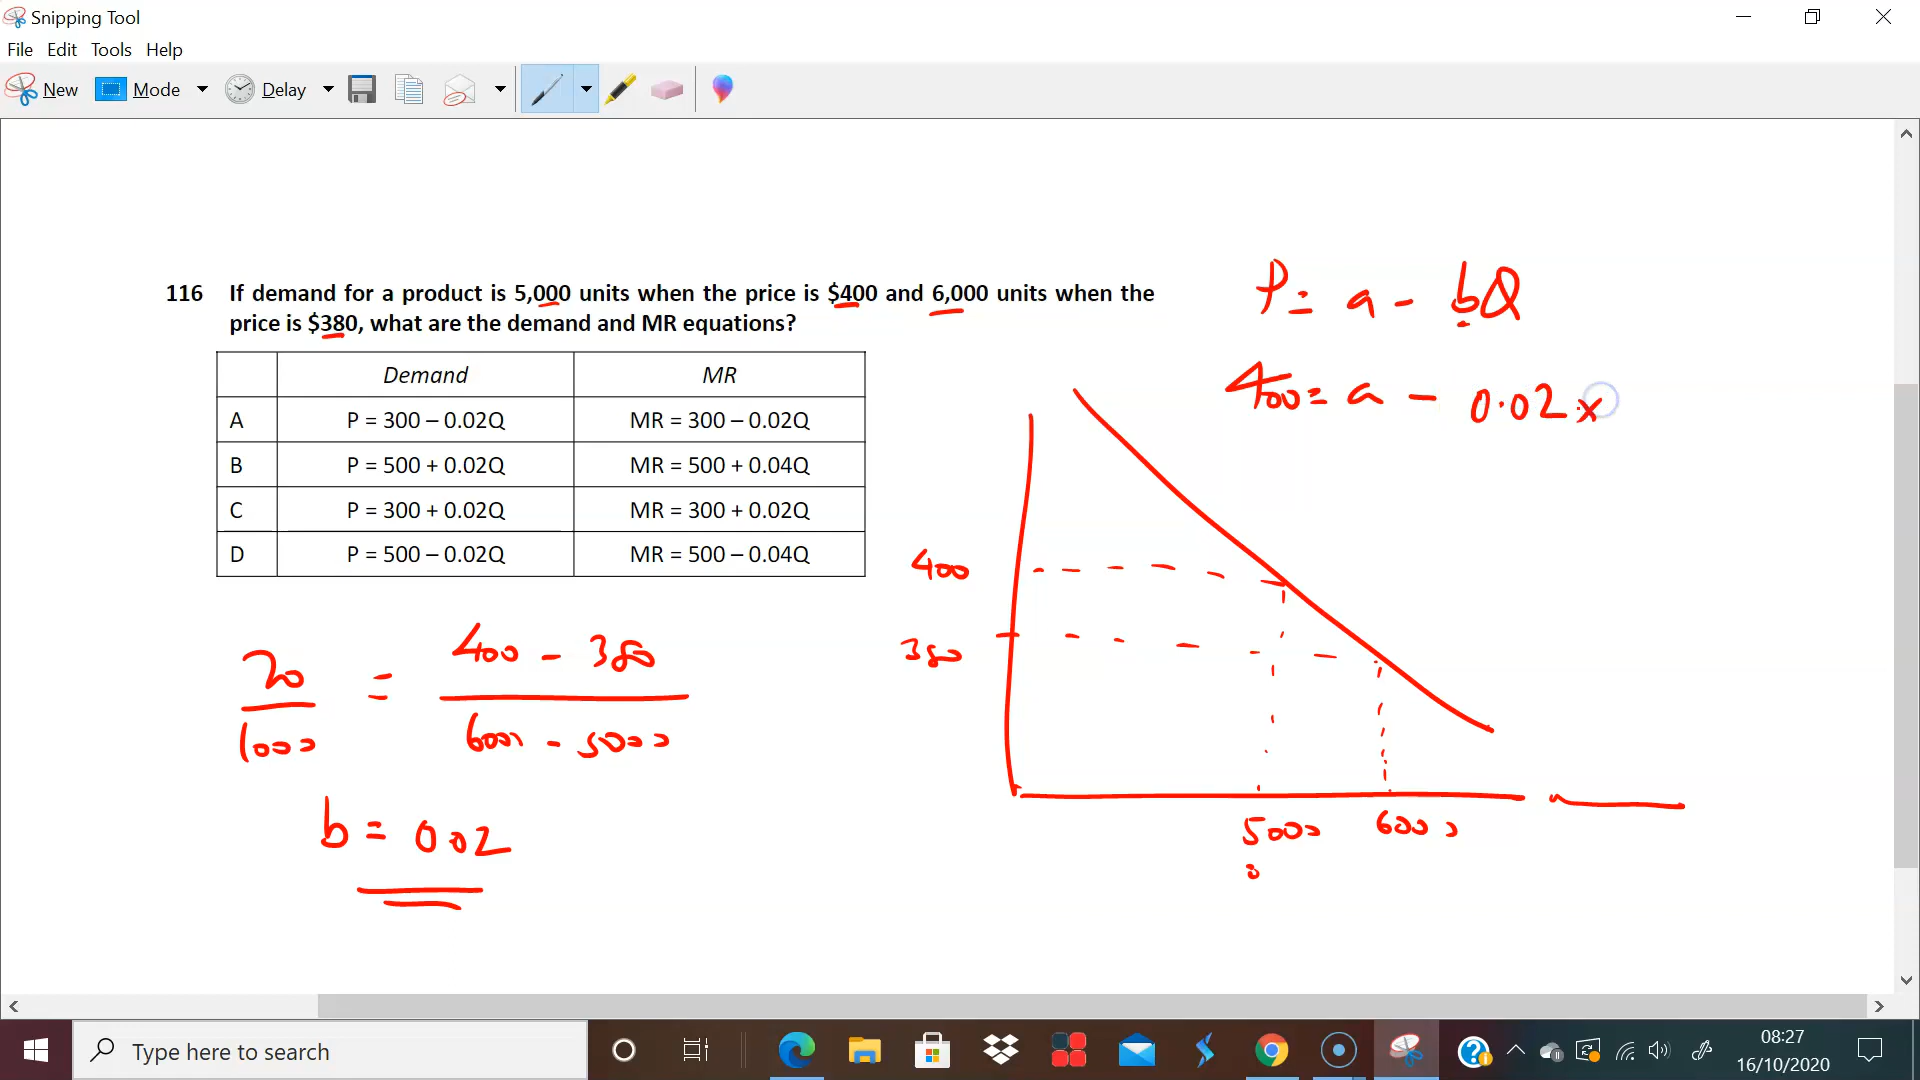 Snipping Tool
File Edit Tools Help
New Mode Delay
116 If demand for a product is 5,000 units when the price is $400 and 6,000 units when the
price is $380, what are the demand and MR equations?
Demand MR
A P = 300 – 0.02Q MR = 300 – 0.02Q
B P = 500 + 0.02Q MR = 500 + 0.04Q
C P = 300 + 0.02Q MR = 300 + 0.02Q
D P = 500 – 0.02Q MR = 500 – 0.04Q
P = a - bQ
400 = a - 0.02 x
400
380
5000 6000
20 = 400 - 380
1000 6000 - 5000
b = 0.02
Type here to search
08:27
16/10/2020